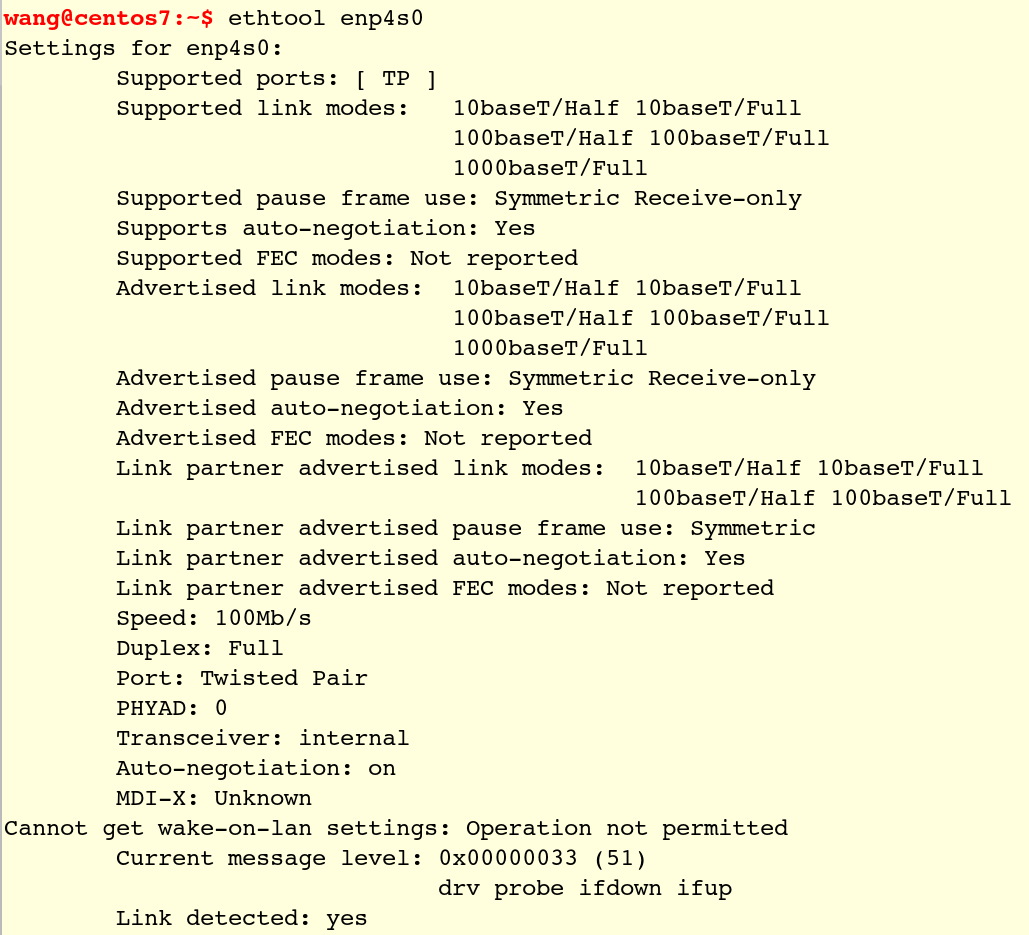 wang@centos7:~$ ethtool enp4s0
Settings for enp4s0:
Supported ports: [ TP ]
Supported link modes: 10baseT/Half 10baseT/Full
100baseT/Half 100baseT/Full
1000baseT/Full
Supported pause frame use: Symmetric Receive-only
Supports auto-negotiation: Yes
Supported FEC modes: Not reported
Advertised link modes: 10baseT/Half 10baseT/Full
100baseT/Half 100baseT/Full
1000baseT/Full
Advertised pause frame use: Symmetric Receive-only
Advertised auto-negotiation: Yes
Advertised FEC modes: Not reported
Link partner advertised link modes: 10baseT/Half 10baseT/Full
100baseT/Half 100baseT/Full
Link partner advertised pause frame use: Symmetric
Link partner advertised auto-negotiation: Yes
Link partner advertised FEC modes: Not reported
Speed: 100Mb/s
Duplex: Full
Port: Twisted Pair
PHYAD: 0
Transceiver: internal
Auto-negotiation: on
MDI-X: Unknown
Cannot get wake-on-lan settings: Operation not permitted
Current message level: 0x00000033 (51)
drv probe ifdown ifup
Link detected: yes